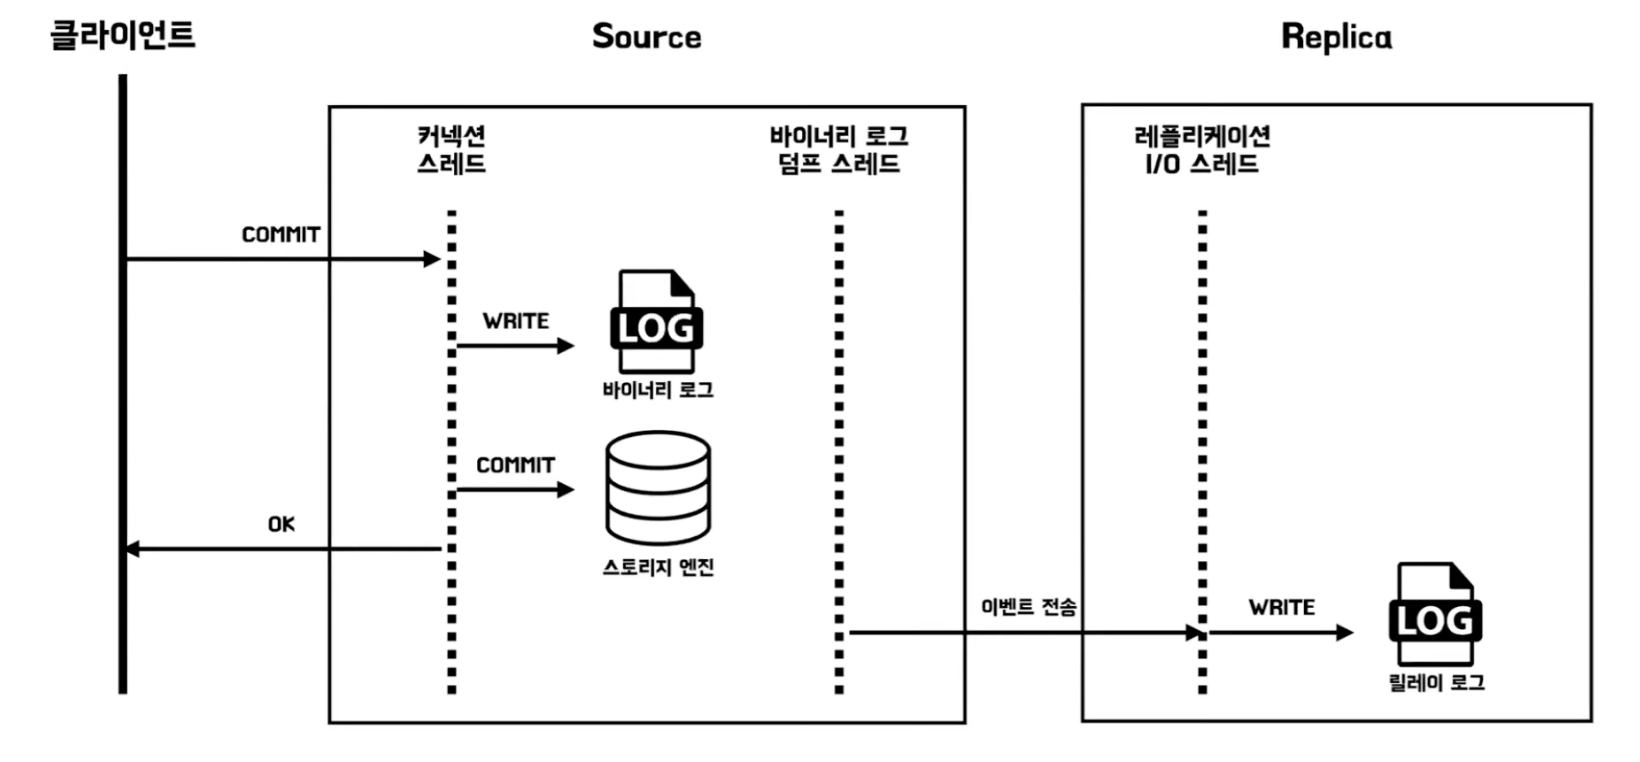 클라이언트
Source
Replica
커넥션
스레드
바이너리 로그
덤프 스레드
레플리케이션
I/O 스레드
COMMIT
WRITE
LOG
바이너리 로그
COMMIT
OK
스토리지 엔진
이벤트 전송
WRITE
LOG
릴레이 로그